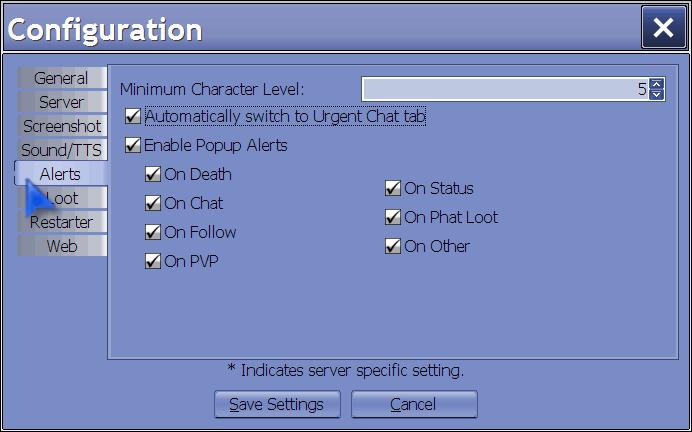 Configuration
General
Server
Screenshot
Sound/TTS
Alerts
Loot
Restarter
Web
Minimum Character Level: 5
Automatically switch to Urgent Chat tab
Enable Popup Alerts
On Death
On Chat
On Follow
On PVP
On Status
On Phat Loot
On Other
* Indicates server specific setting.
Save Settings Cancel